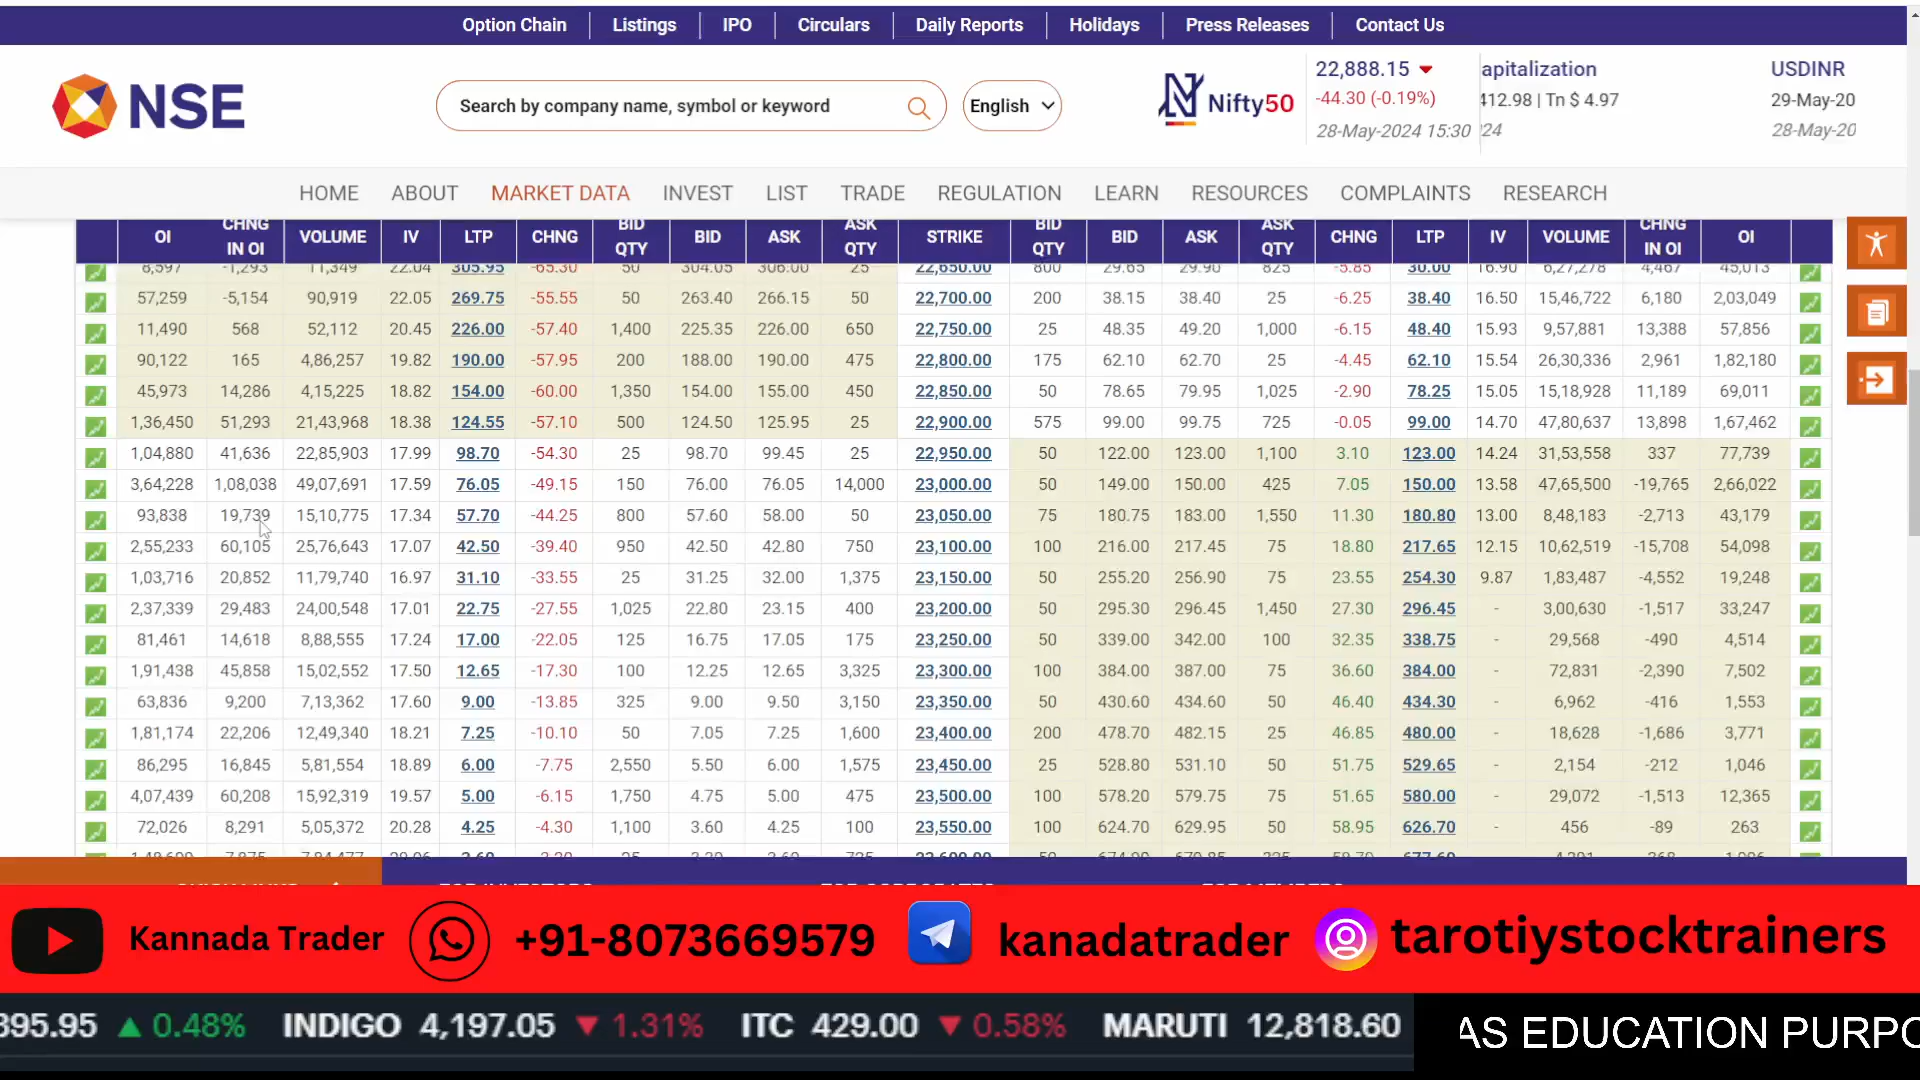 Option Chain Listings IPO Circulars Daily Reports Holidays Press Releases Contact Us
NSE
Search by company name, symbol or keyword
English
Nifty50
22,888.15
-44.30 (-0.19%)
28-May-2024 15:30
apitalization
412.98 | Tn $ 4.97
24
USDINR
29-May-20
28-May-20
HOME ABOUT MARKET DATA INVEST LIST TRADE REGULATION LEARN RESOURCES COMPLAINTS RESEARCH
OI CHNG IN OI VOLUME IV LTP CHNG BID QTY BID ASK ASK QTY STRIKE BID QTY BID ASK ASK QTY CHNG LTP IV VOLUME CHNG IN OI OI
8,597 -1,293 11,349 22.04 305.95 -65.30 50 304.05 306.00 25 22,650.00 800 29.65 29.90 825 -5.85 30.00 16.90 6,27,278 4,467 45,013
57,259 -5,154 90,919 22.05 269.75 -55.55 50 263.40 266.15 50 22,700.00 200 38.15 38.40 25 -6.25 38.40 16.50 15,46,722 6,180 2,03,049
11,490 568 52,112 20.45 226.00 -57.40 1,400 225.35 226.00 650 22,750.00 25 48.35 49.20 1,000 -6.15 48.40 15.93 9,57,881 13,388 57,856
90,122 165 4,86,257 19.82 190.00 -57.95 200 188.00 190.00 475 22,800.00 175 62.10 62.70 25 -4.45 62.10 15.54 26,30,336 2,961 1,82,180
45,973 14,286 4,15,225 18.82 154.00 -60.00 1,350 154.00 155.00 450 22,850.00 50 78.65 79.95 1,025 -2.90 78.25 15.05 15,18,928 11,189 69,011
1,36,450 51,293 21,43,968 18.38 124.55 -57.10 500 124.50 125.95 25 22,900.00 575 99.00 99.75 725 -0.05 99.00 14.70 47,80,637 13,898 1,67,462
1,04,880 41,636 22,85,903 17.99 98.70 -54.30 25 98.70 99.45 25 22,950.00 50 122.00 123.00 1,100 3.10 123.00 14.24 31,53,558 337 77,739
3,64,228 1,08,038 49,07,691 17.59 76.05 -49.15 150 76.00 76.05 14,000 23,000.00 50 149.00 150.00 425 7.05 150.00 13.58 47,65,500 -19,765 2,66,022
93,838 19,739 15,10,775 17.34 57.70 -44.25 800 57.60 58.00 50 23,050.00 75 180.75 183.00 1,550 11.30 180.80 13.00 8,48,183 -2,713 43,179
2,55,233 60,105 25,76,643 17.07 42.50 -39.40 950 42.50 42.80 750 23,100.00 100 216.00 217.45 75 18.80 217.65 12.15 10,62,519 -15,708 54,098
1,03,716 20,852 11,79,740 16.97 31.10 -33.55 25 31.25 32.00 1,375 23,150.00 50 255.20 256.90 75 23.55 254.30 9.87 1,83,487 -4,552 19,248
2,37,339 29,483 24,00,548 17.01 22.75 -27.55 1,025 22.80 23.15 400 23,200.00 50 295.30 296.45 1,450 27.30 296.45 - 3,00,630 -1,517 33,247
81,461 14,618 8,88,555 17.24 17.00 -22.05 125 16.75 17.05 175 23,250.00 50 339.00 342.00 100 32.35 338.75 - 29,568 -490 4,514
1,91,438 45,858 15,02,552 17.50 12.65 -17.30 100 12.25 12.65 3,325 23,300.00 100 384.00 387.00 75 36.60 384.00 - 72,831 -2,390 7,502
63,836 9,200 7,13,362 17.60 9.00 -13.85 325 9.00 9.50 3,150 23,350.00 50 430.60 434.60 50 46.40 434.30 - 6,962 -416 1,553
1,81,174 22,206 12,49,340 18.21 7.25 -10.10 50 7.05 7.25 1,600 23,400.00 200 478.70 482.15 25 46.85 480.00 - 18,628 -1,686 3,771
86,295 16,845 5,81,554 18.89 6.00 -7.75 2,550 5.50 6.00 1,575 23,450.00 25 528.80 531.10 50 51.75 529.65 - 2,154 -212 1,046
4,07,439 60,208 15,92,319 19.57 5.00 -6.15 1,750 4.75 5.00 475 23,500.00 100 578.20 579.75 75 51.65 580.00 - 29,072 -1,513 12,365
72,026 8,291 5,05,372 20.28 4.25 -4.30 1,100 3.60 4.25 100 23,550.00 100 624.70 629.95 50 58.95 626.70 - 456 -89 263
Kannada Trader +91-8073669579 kanadatrader tarotiystocktrainers
395.95 ▲ 0.48% INDIGO 4,197.05 ▼ 1.31% ITC 429.00 ▼ 0.58% MARUTI 12,818.60
AS EDUCATION PURPO